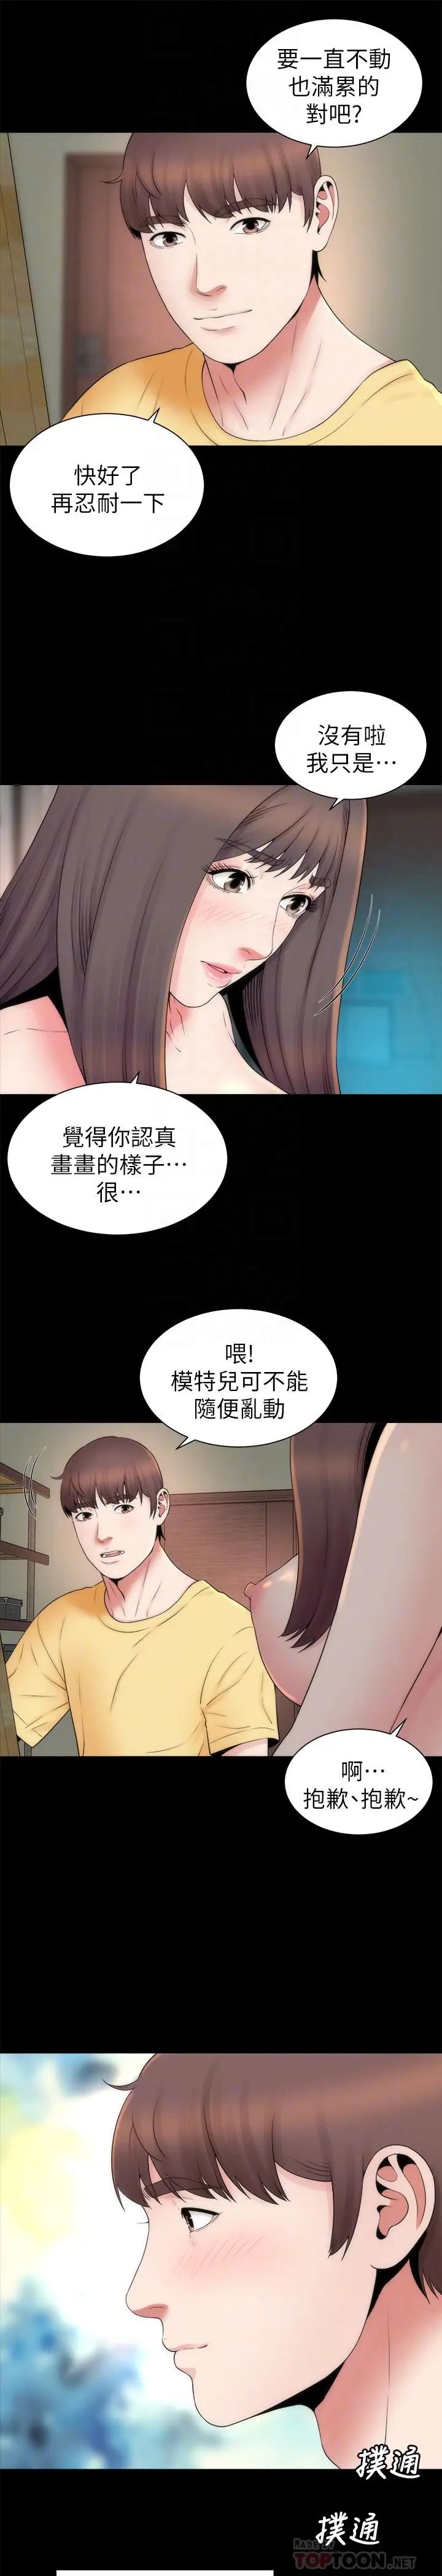 要一直不動
也滿累的
對吧?
快好了
再忍耐一下
沒有啦
我只是⋯
覺得你認真
畫畫的樣子⋯
很⋯
喂!
模特兒可不能
隨便亂動
啊⋯
抱歉、抱歉~
撲通
撲通
TOPTOON.NET